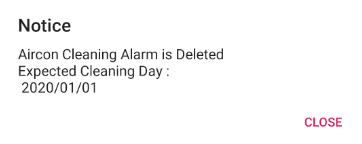 Notice
Aircon Cleaning Alarm is Deleted
Expected Cleaning Day :
2020/01/01
CLOSE